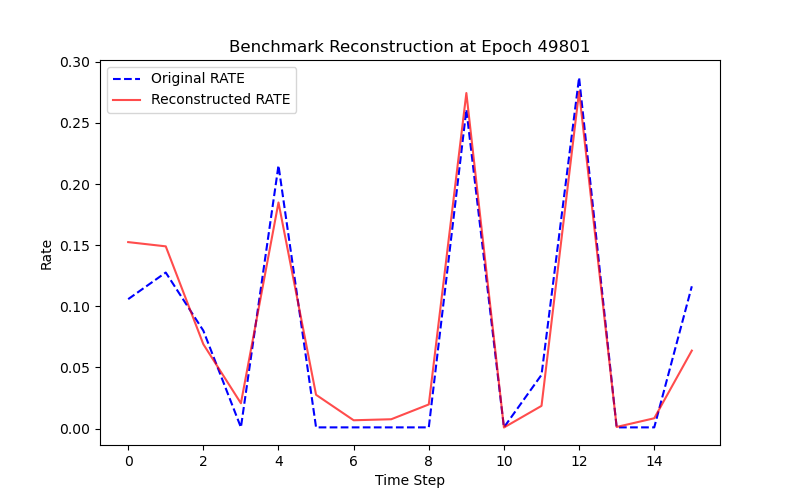 Benchmark Reconstruction at Epoch 49801
Original RATE
Reconstructed RATE
Rate
0.30
0.25
0.20
0.15
0.10
0.05
0.00
0 2 4 6 8 10 12 14
Time Step